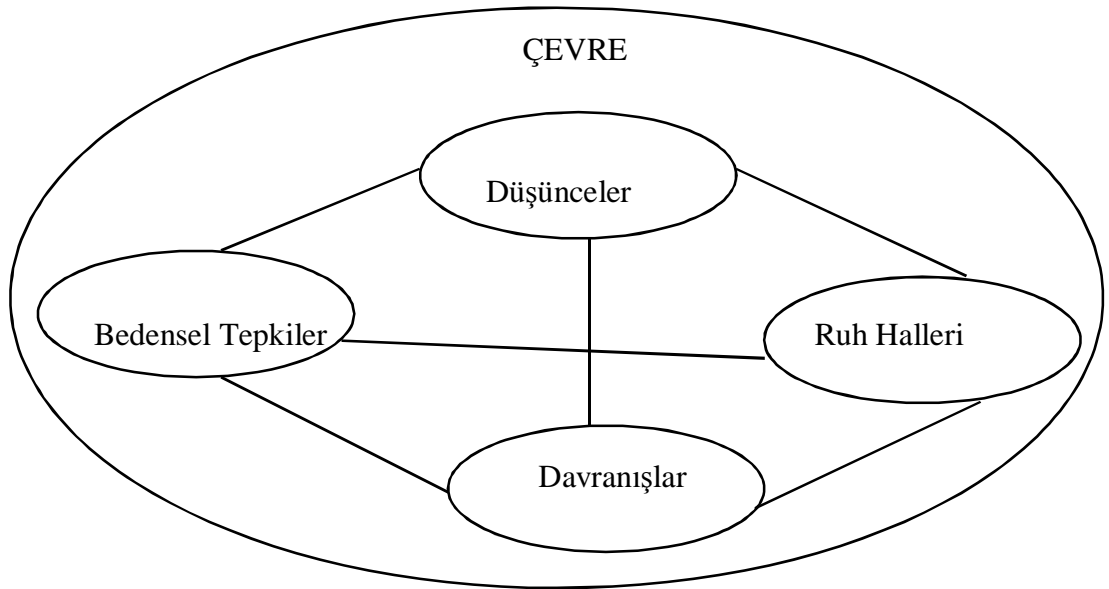 ÇEVRE
Düşünceler
Bedensel Tepkiler
Ruh Halleri
Davranışlar